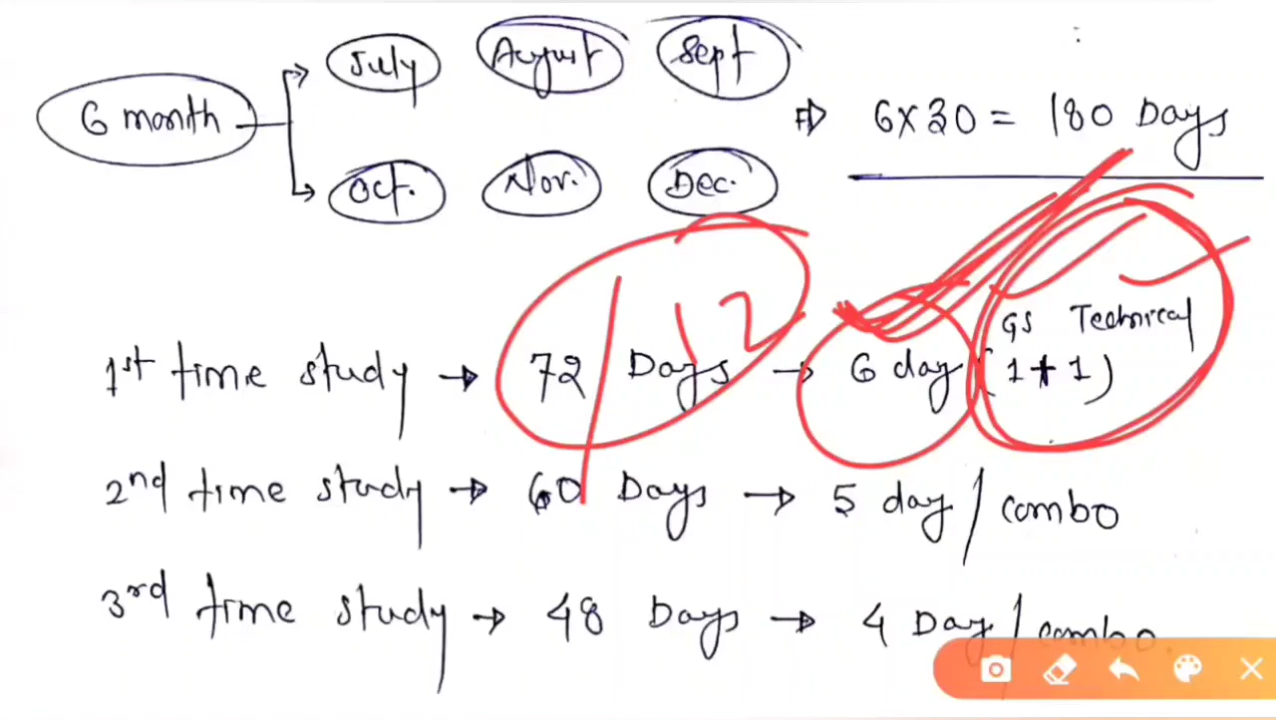 July August Sept
6 month
⇒ 6×30 = 180 Days
Oct. Nov. Dec.
GS Technical
1st time study → 72 Days → 6 day (1+1)
/12
2nd time study → 60 Days → 5 day / combo
3rd time study → 48 Days → 4 Day / combo.